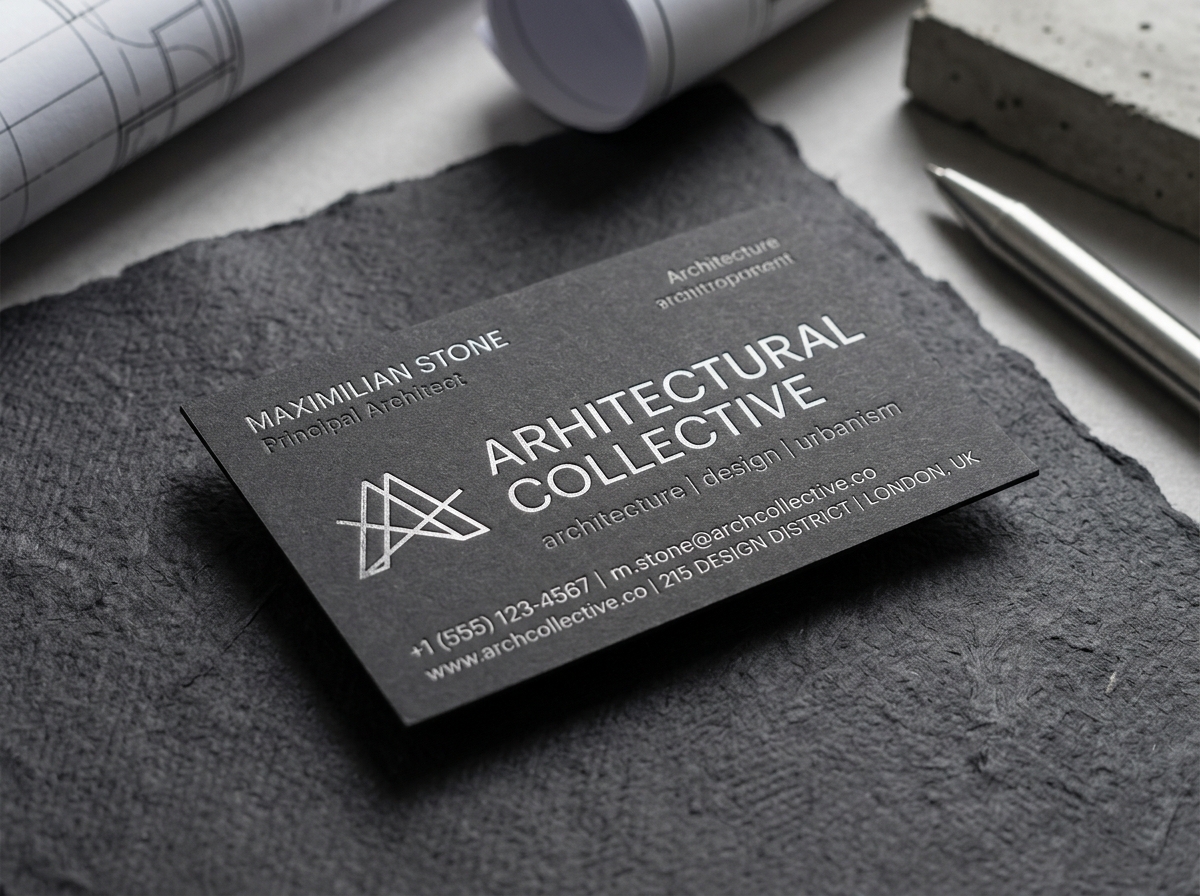 Architecture
architroponent
MAXIMILIAN STONE
Principal Architect
ARHITECTURAL
COLLECTIVE
architecture | design | urbanism
+1 (555) 123-4567 | m.stone@archcollective.co
www.archcollective.co | 215 DESIGN DISTRICT | LONDON, UK